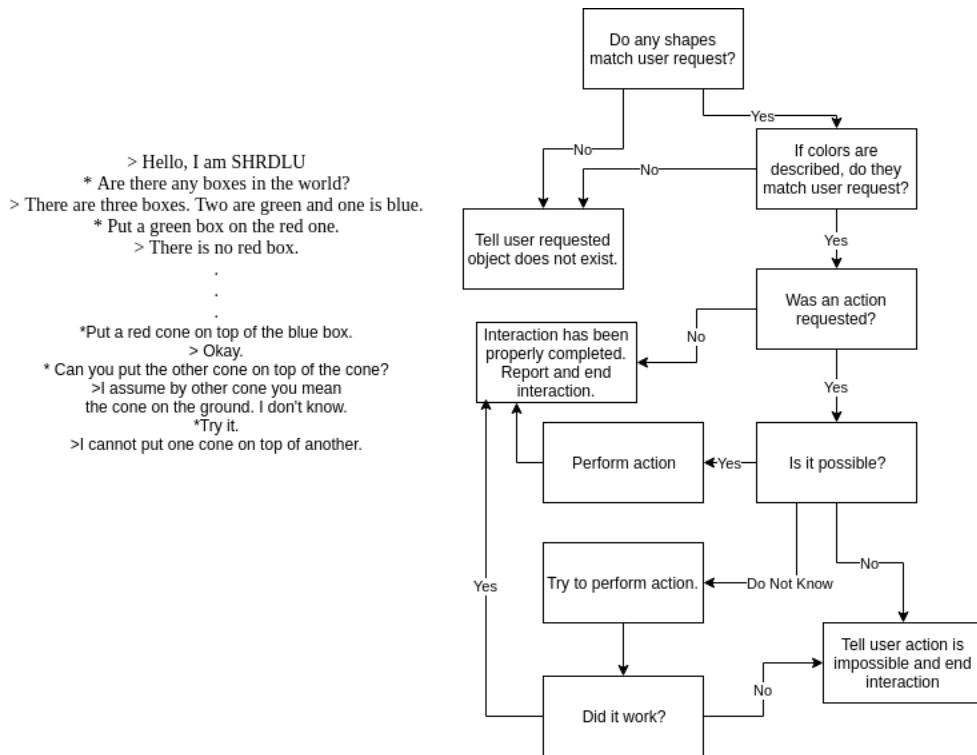 > Hello, I am SHRDLU
* Are there any boxes in the world?
> There are three boxes. Two are green and one is blue.
* Put a green box on the red one.
> There is no red box.
.
.
.
*Put a red cone on top of the blue box.
> Okay.
* Can you put the other cone on top of the cone?
>I assume by other cone you mean
the cone on the ground. I don't know.
*Try it.
>I cannot put one cone on top of another.
Do any shapes
match user request?
Yes
No
If colors are
described, do they
match user request?
No
Tell user requested
object does not exist.
Yes
Was an action
requested?
No
Interaction has been
properly completed.
Report and end
interaction.
Yes
Is it possible?
Yes
Perform action
No
Do Not Know
Try to perform action.
Yes
Tell user action is
impossible and end
interaction
No
Did it work?